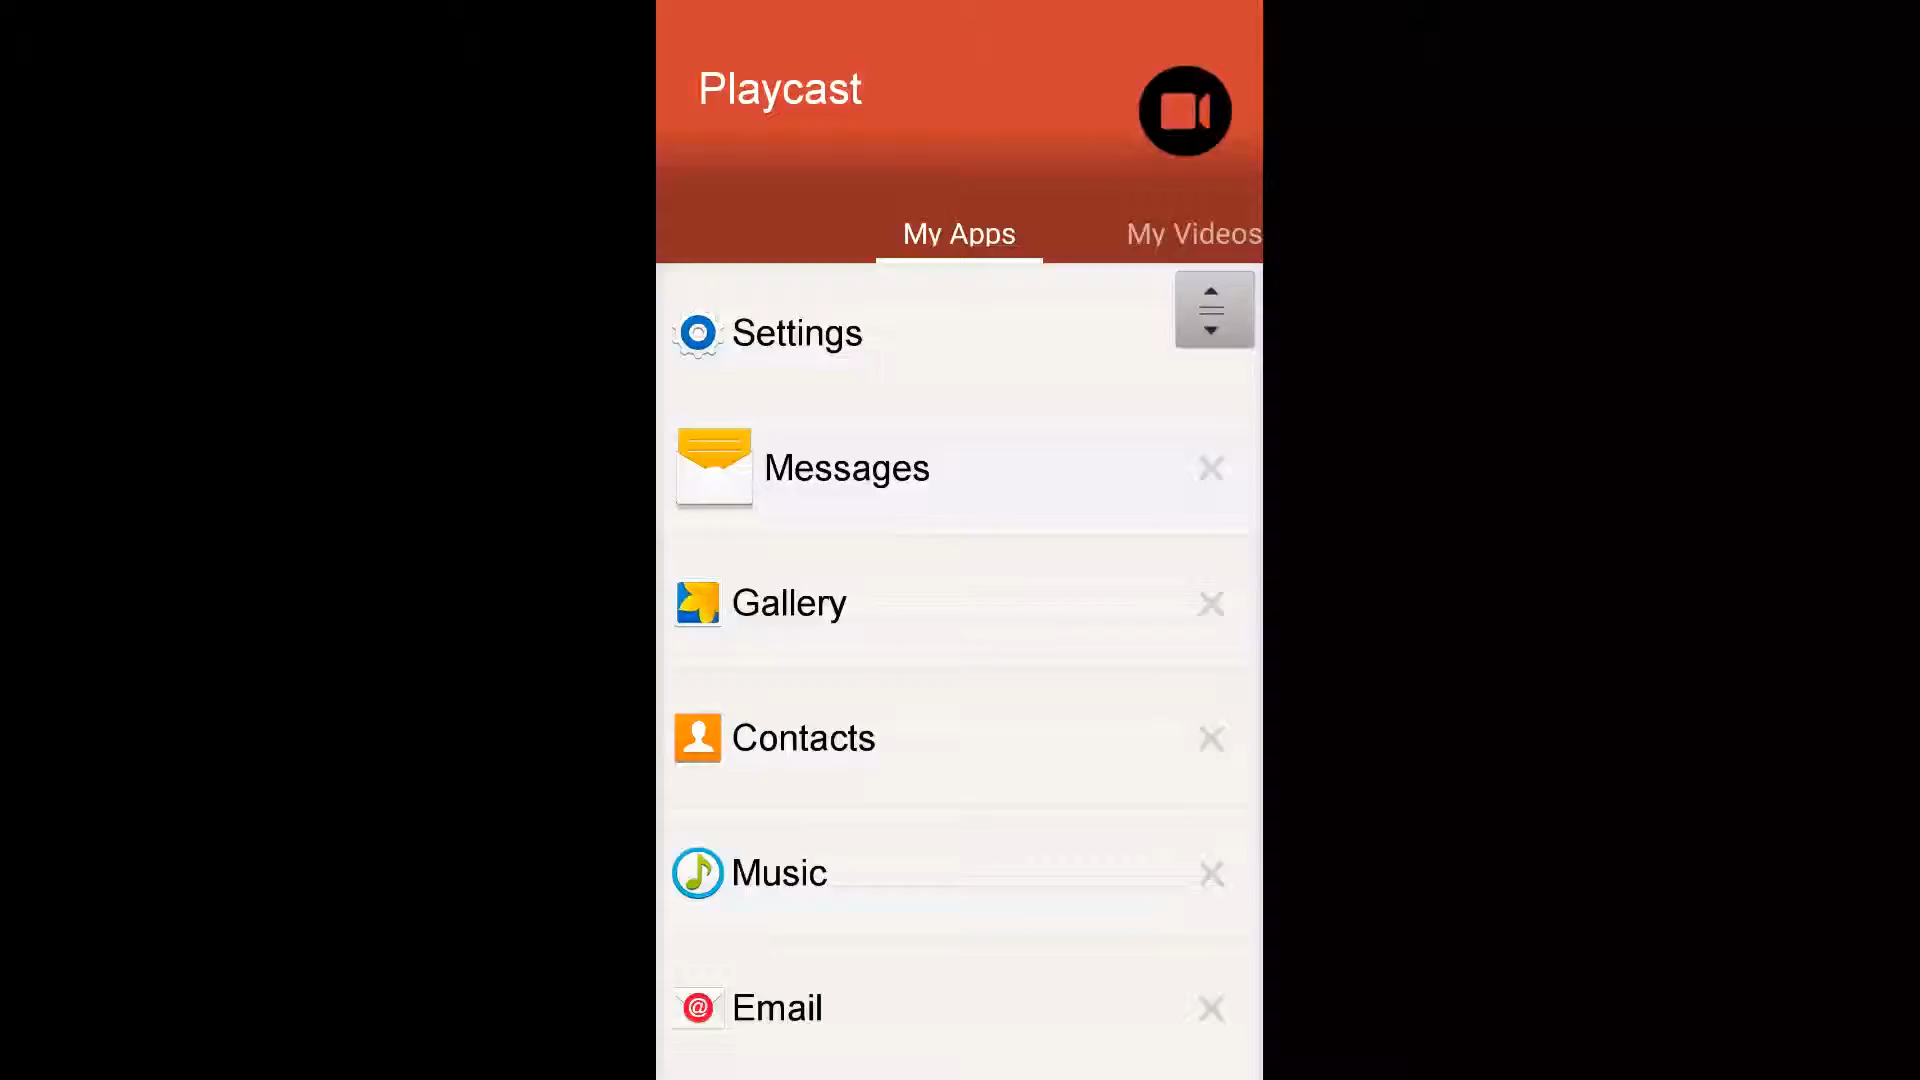 Playcast
My Apps
My Videos
Settings
Messages
Gallery
Contacts
Music
@ Email